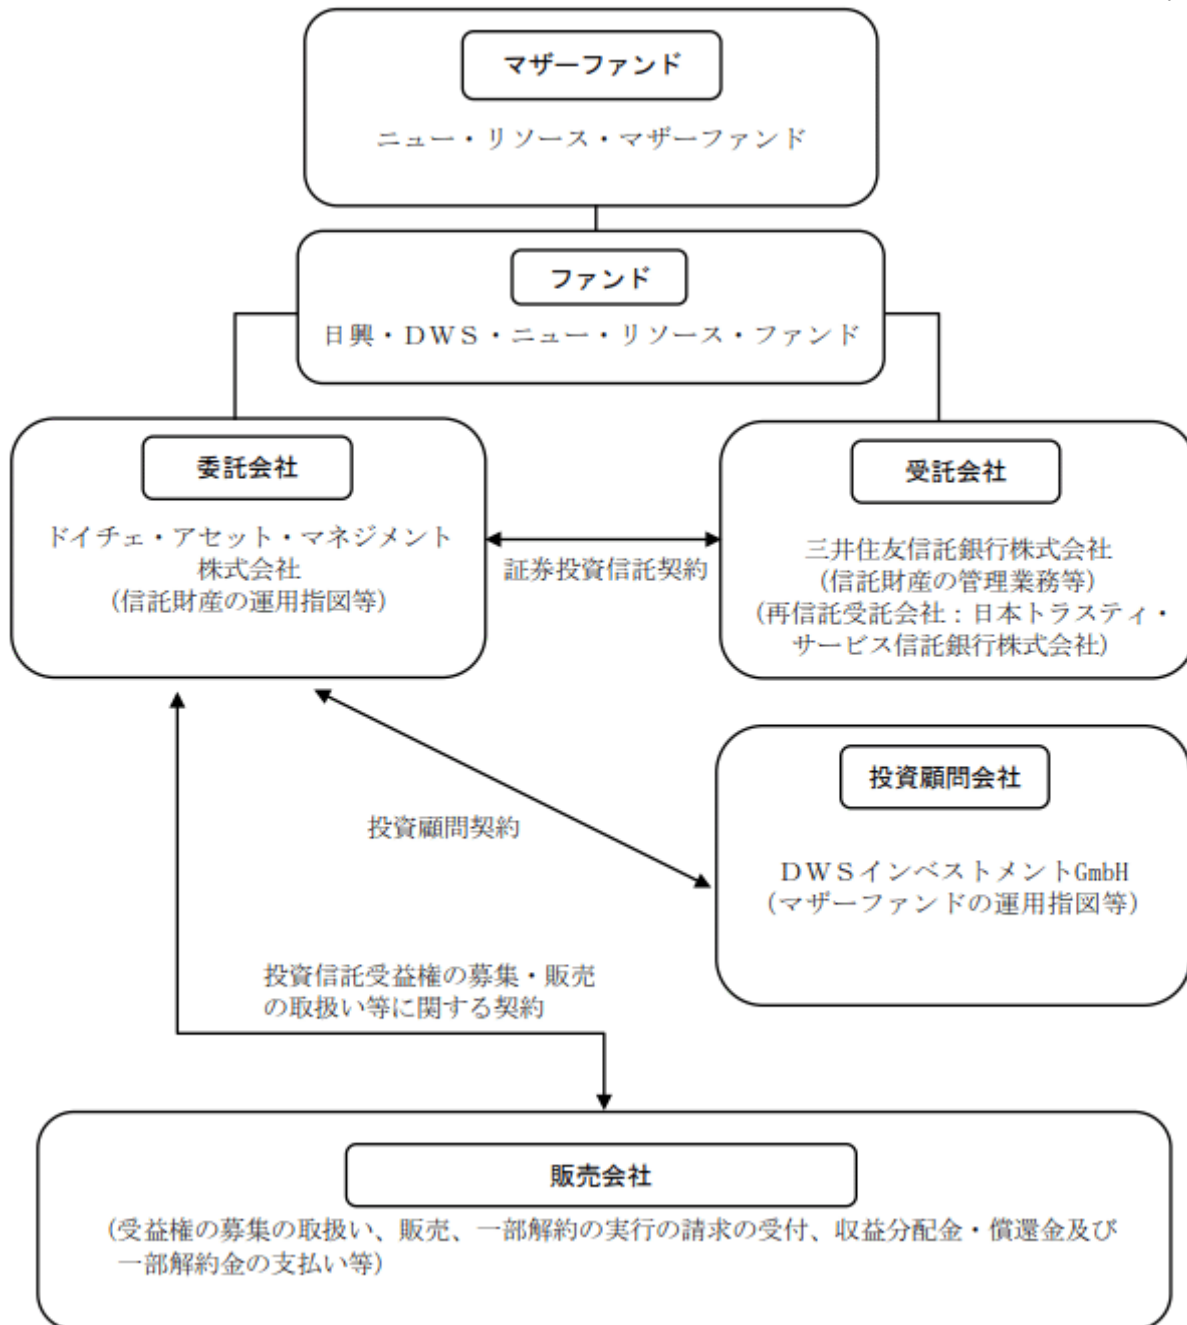 マザーファンド
ニュー・リソース・マザーファンド
ファンド
日興・ＤＷＳ・ニュー・リソース・ファンド
委託会社
ドイチェ・アセット・マネジメント
株式会社
(信託財産の運用指図等)
証券投資信託契約
受託会社
三井住友信託銀行株式会社
(信託財産の管理業務等)
(再信託受託会社：日本トラスティ・
サービス信託銀行株式会社)
投資顧問契約
投資顧問会社
ＤＷＳインベストメントGmbH
(マザーファンドの運用指図等)
投資信託受益権の募集・販売
の取扱い等に関する契約
販売会社
(受益権の募集の取扱い、販売、一部解約の実行の請求の受付、収益分配金・償還金及び
一部解約金の支払い等)